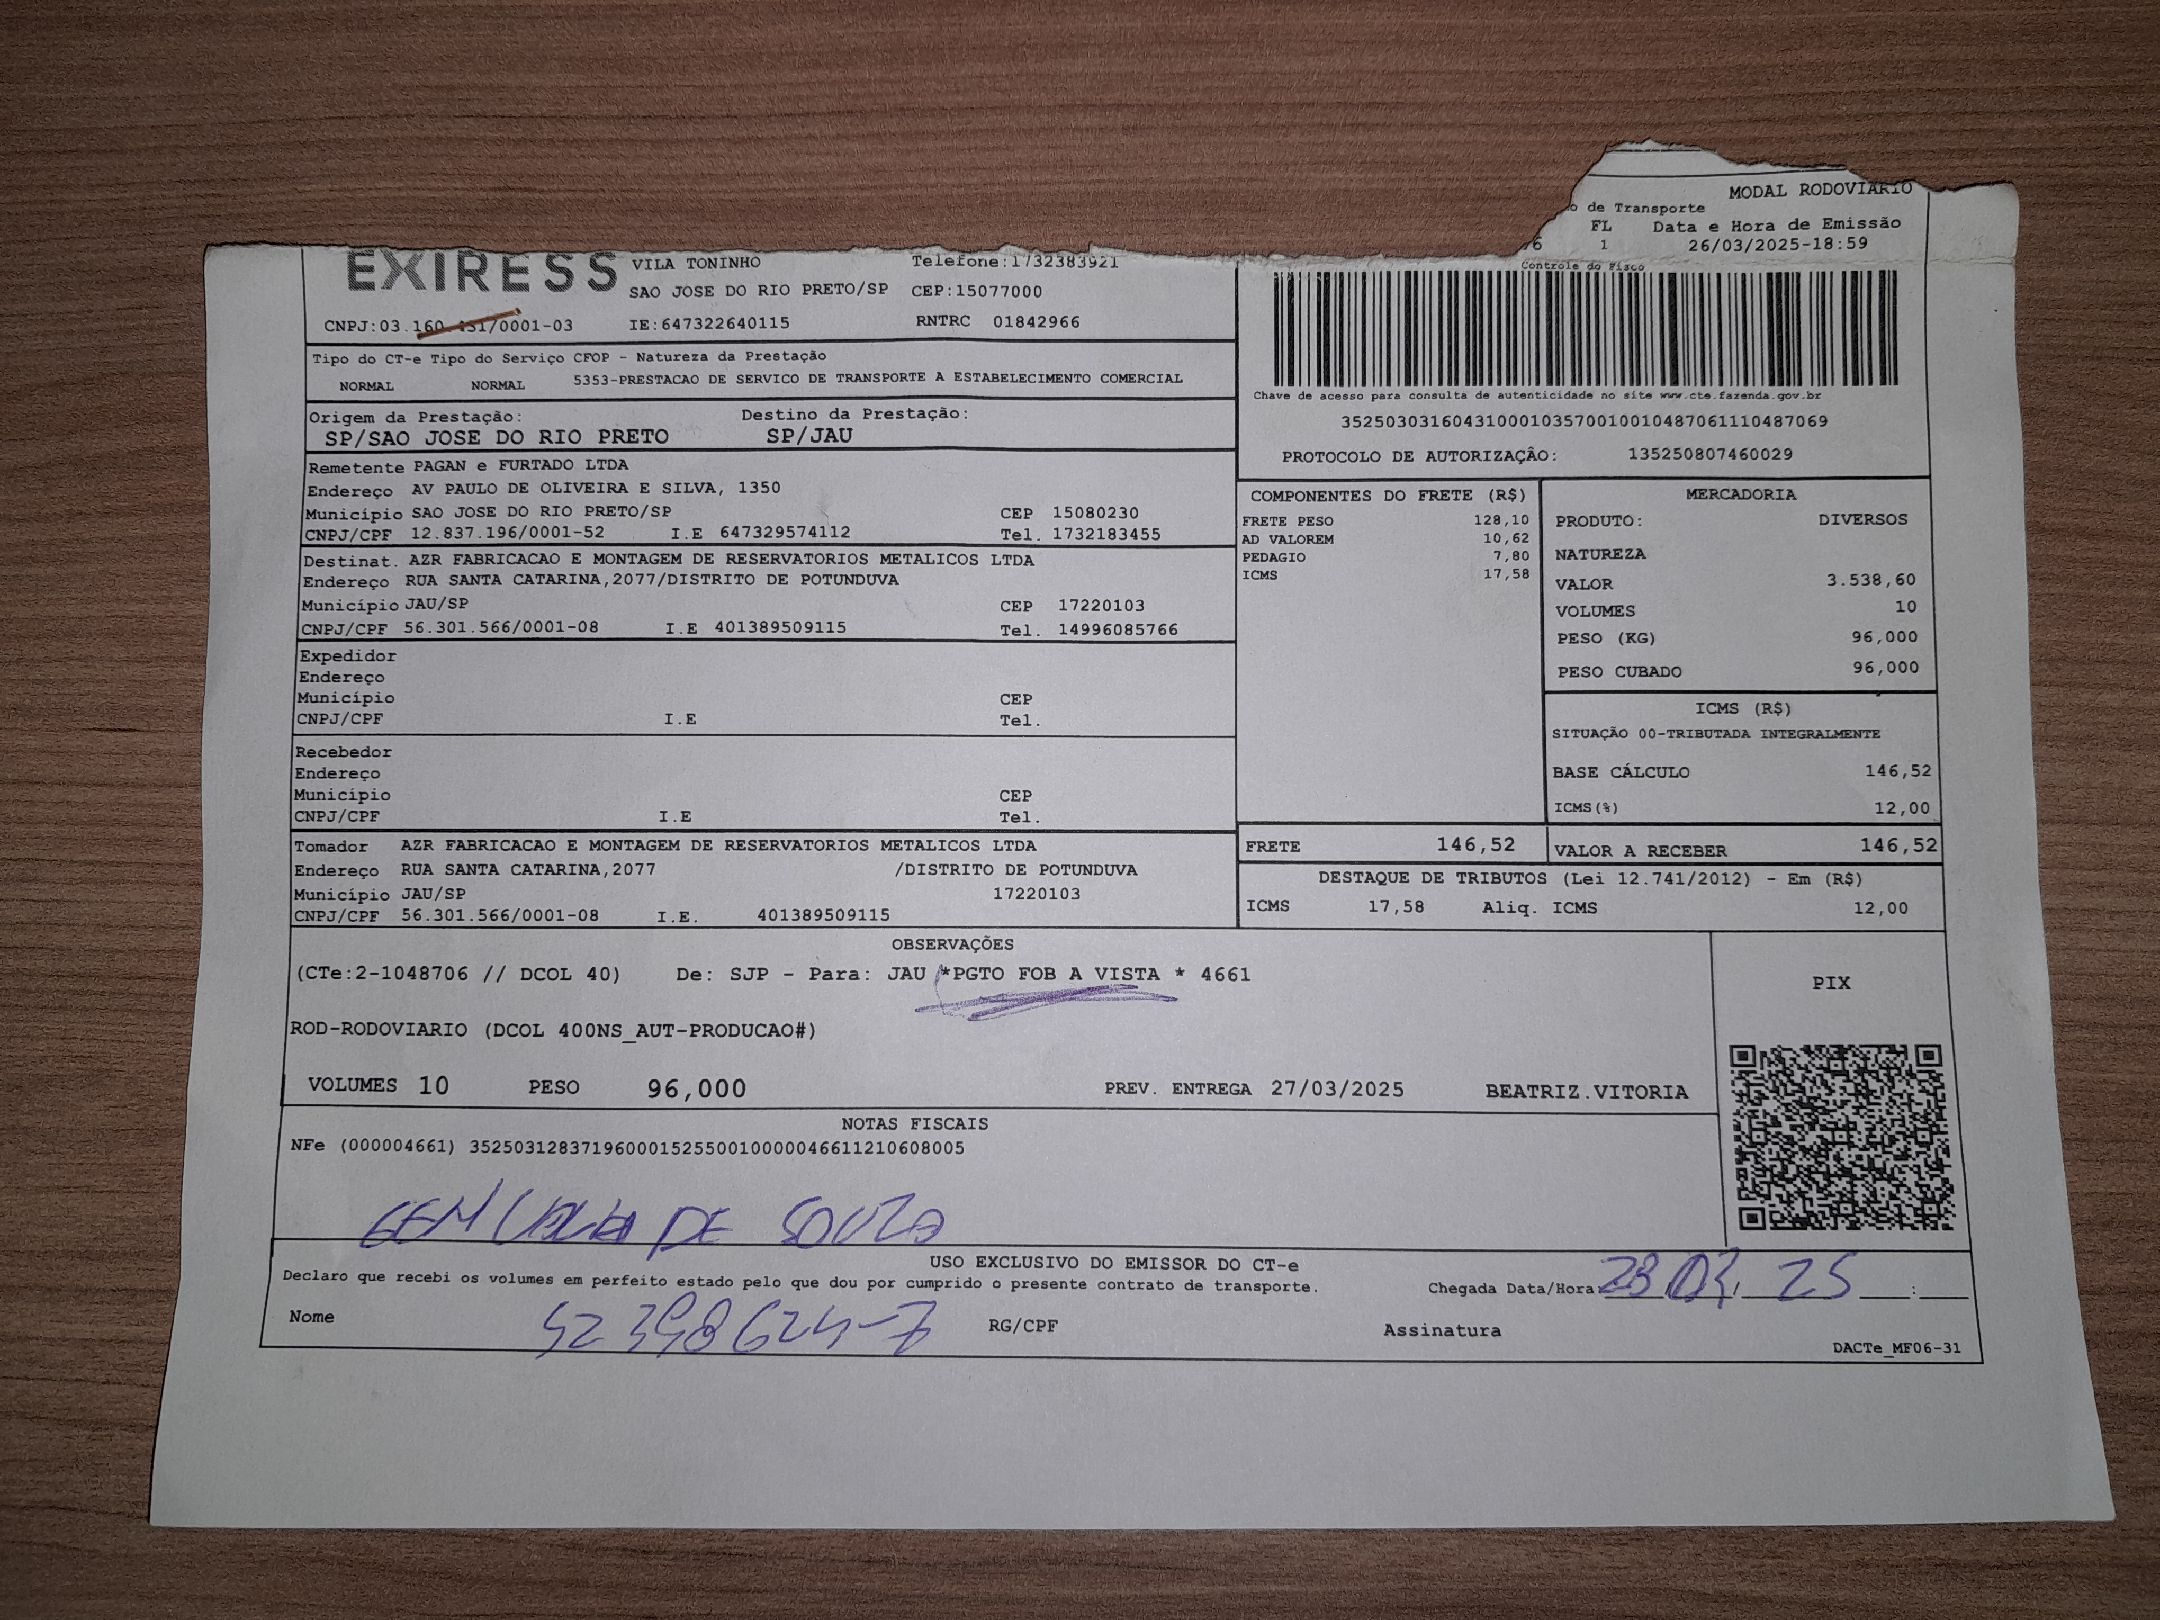 MODAL RODOVIARIO
o de Transporte
FL Data e Hora de Emissão
76 1 26/03/2025-18:59
VILA TONINHO Telefone:1732383921
SAO JOSE DO RIO PRETO/SP CEP:15077000
CNPJ:03.160.431/0001-03 IE:647322640115 RNTRC 01842966
Controle do Fisco
Tipo do CT-e Tipo do Serviço CFOP - Natureza da Prestação
NORMAL NORMAL 5353-PRESTACAO DE SERVICO DE TRANSPORTE A ESTABELECIMENTO COMERCIAL
Chave de acesso para consulta de autenticidade no site www.cte.fazenda.gov.br
35250303160431000103570010010487061110487069
PROTOCOLO DE AUTORIZAÇÂO: 135250807460029
Origem da Prestação: Destino da Prestação:
SP/SAO JOSE DO RIO PRETO SP/JAU
Remetente PAGAN e FURTADO LTDA
Endereço AV PAULO DE OLIVEIRA E SILVA, 1350
Município SAO JOSE DO RIO PRETO/SP CEP 15080230
CNPJ/CPF 12.837.196/0001-52 I.E 647329574112 Tel. 1732183455
Destinat. AZR FABRICACAO E MONTAGEM DE RESERVATORIOS METALICOS LTDA
Endereço RUA SANTA CATARINA,2077/DISTRITO DE POTUNDUVA
Município JAU/SP CEP 17220103
CNPJ/CPF 56.301.566/0001-08 I.E 401389509115 Tel. 14996085766
Expedidor
Endereço
Município CEP
CNPJ/CPF I.E Tel.
Recebedor
Endereço
Município CEP
CNPJ/CPF I.E Tel.
Tomador AZR FABRICACAO E MONTAGEM DE RESERVATORIOS METALICOS LTDA
Endereço RUA SANTA CATARINA,2077 /DISTRITO DE POTUNDUVA
Município JAU/SP 17220103
CNPJ/CPF 56.301.566/0001-08 I.E. 401389509115
COMPONENTES DO FRETE (R$)
FRETE PESO 128,10
AD VALOREM 10,62
PEDAGIO 7,80
ICMS 17,58
MERCADORIA
PRODUTO: DIVERSOS
NATUREZA
VALOR 3.538,60
VOLUMES 10
PESO (KG) 96,000
PESO CUBADO 96,000
ICMS (R$)
SITUAÇÃO 00-TRIBUTADA INTEGRALMENTE
BASE CÁLCULO 146,52
ICMS(%) 12,00
FRETE 146,52 VALOR A RECEBER 146,52
DESTAQUE DE TRIBUTOS (Lei 12.741/2012) - Em (R$)
ICMS 17,58 Aliq. ICMS 12,00
OBSERVAÇÕES
(CTe:2-1048706 // DCOL 40) De: SJP - Para: JAU *PGTO FOB A VISTA * 4661
PIX
ROD-RODOVIARIO (DCOL 400NS_AUT-PRODUCAO#)
VOLUMES 10 PESO 96,000 PREV. ENTREGA 27/03/2025 BEATRIZ.VITORIA
NOTAS FISCAIS
NFe (000004661) 35250312837196000152550010000046611210608005
DE SOUZA
USO EXCLUSIVO DO EMISSOR DO CT-e
Declaro que recebi os volumes em perfeito estado pelo que dou por cumprido o presente contrato de transporte. Chegada Data/Hora: 28 03 25 :
Nome 52398624-7 RG/CPF Assinatura
DACTe_MF06-31